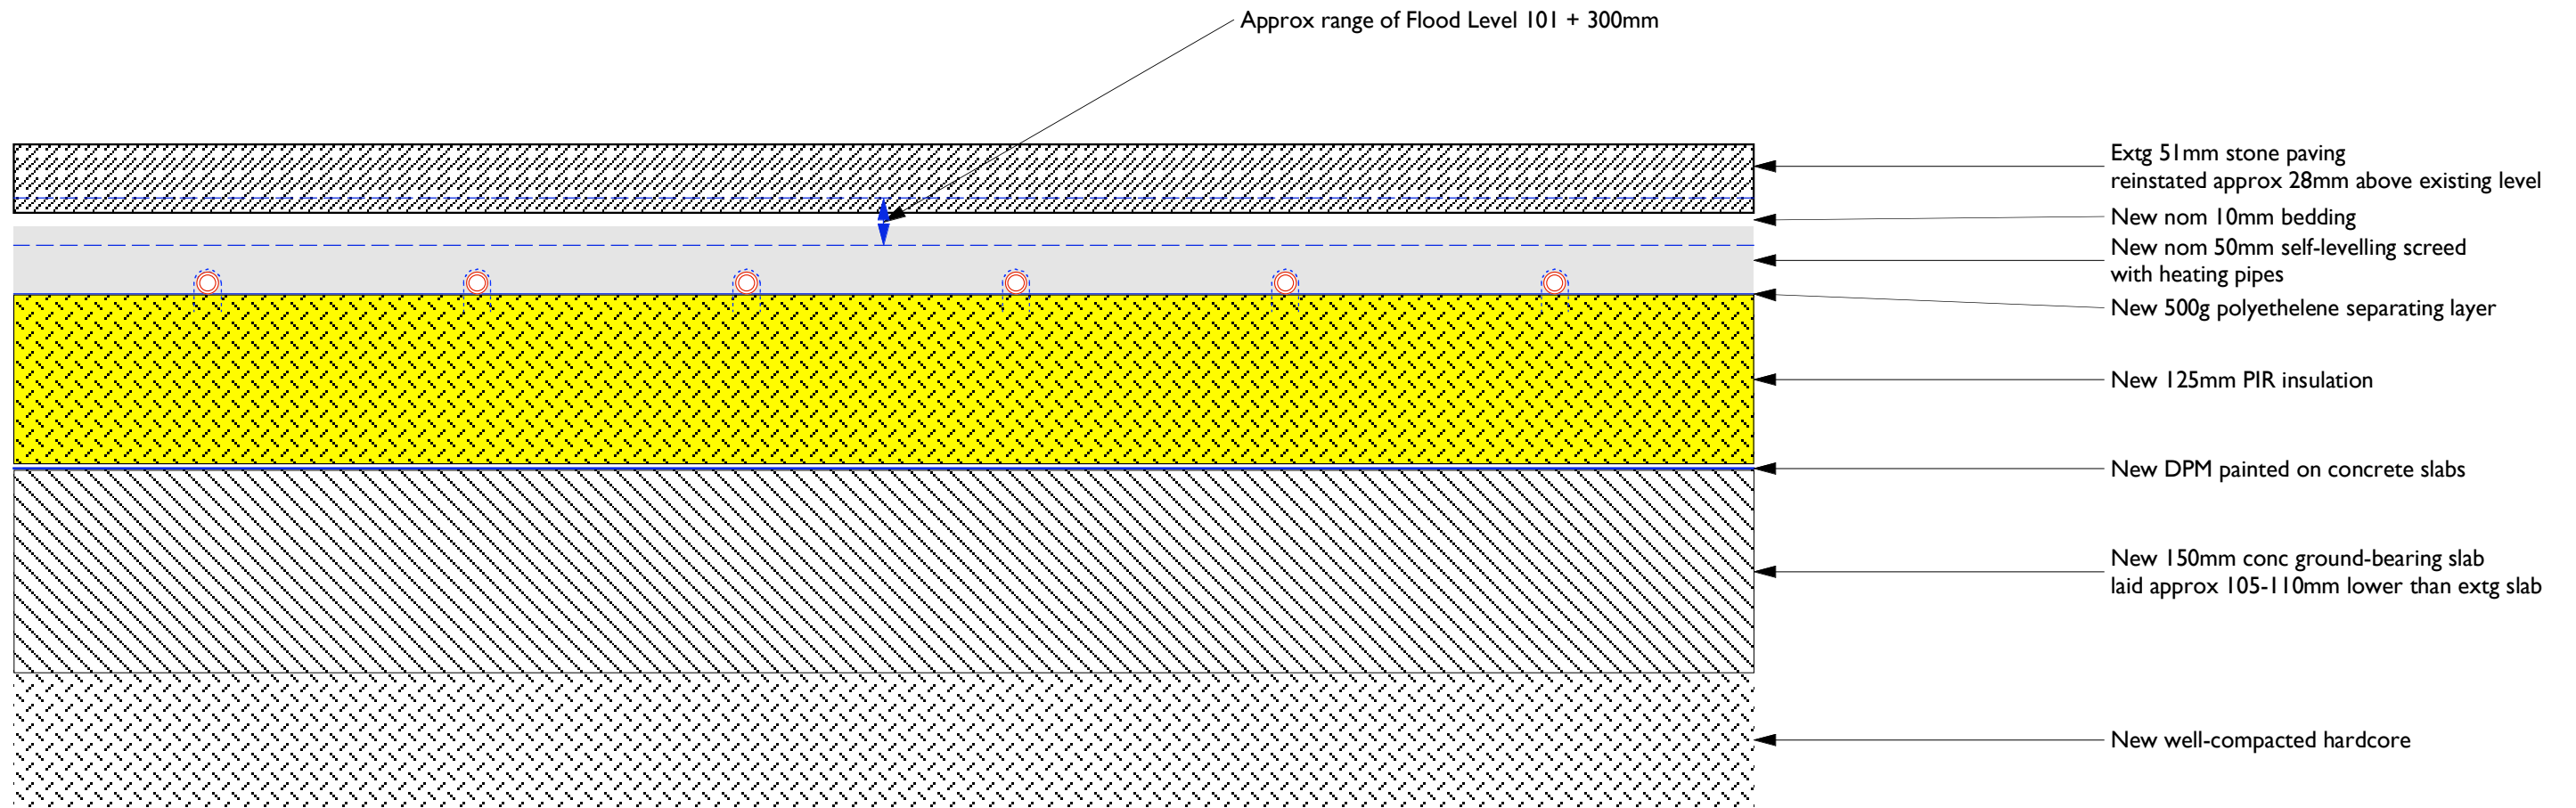 Approx range of Flood Level 101 + 300mm
Extg 51mm stone paving
reinstated approx 28mm above existing level
New nom 10mm bedding
New nom 50mm self-levelling screed
with heating pipes
New 500g polyethelene separating layer
New 125mm PIR insulation
New DPM painted on concrete slabs
New 150mm conc ground-bearing slab
laid approx 105-110mm lower than extg slab
New well-compacted hardcore